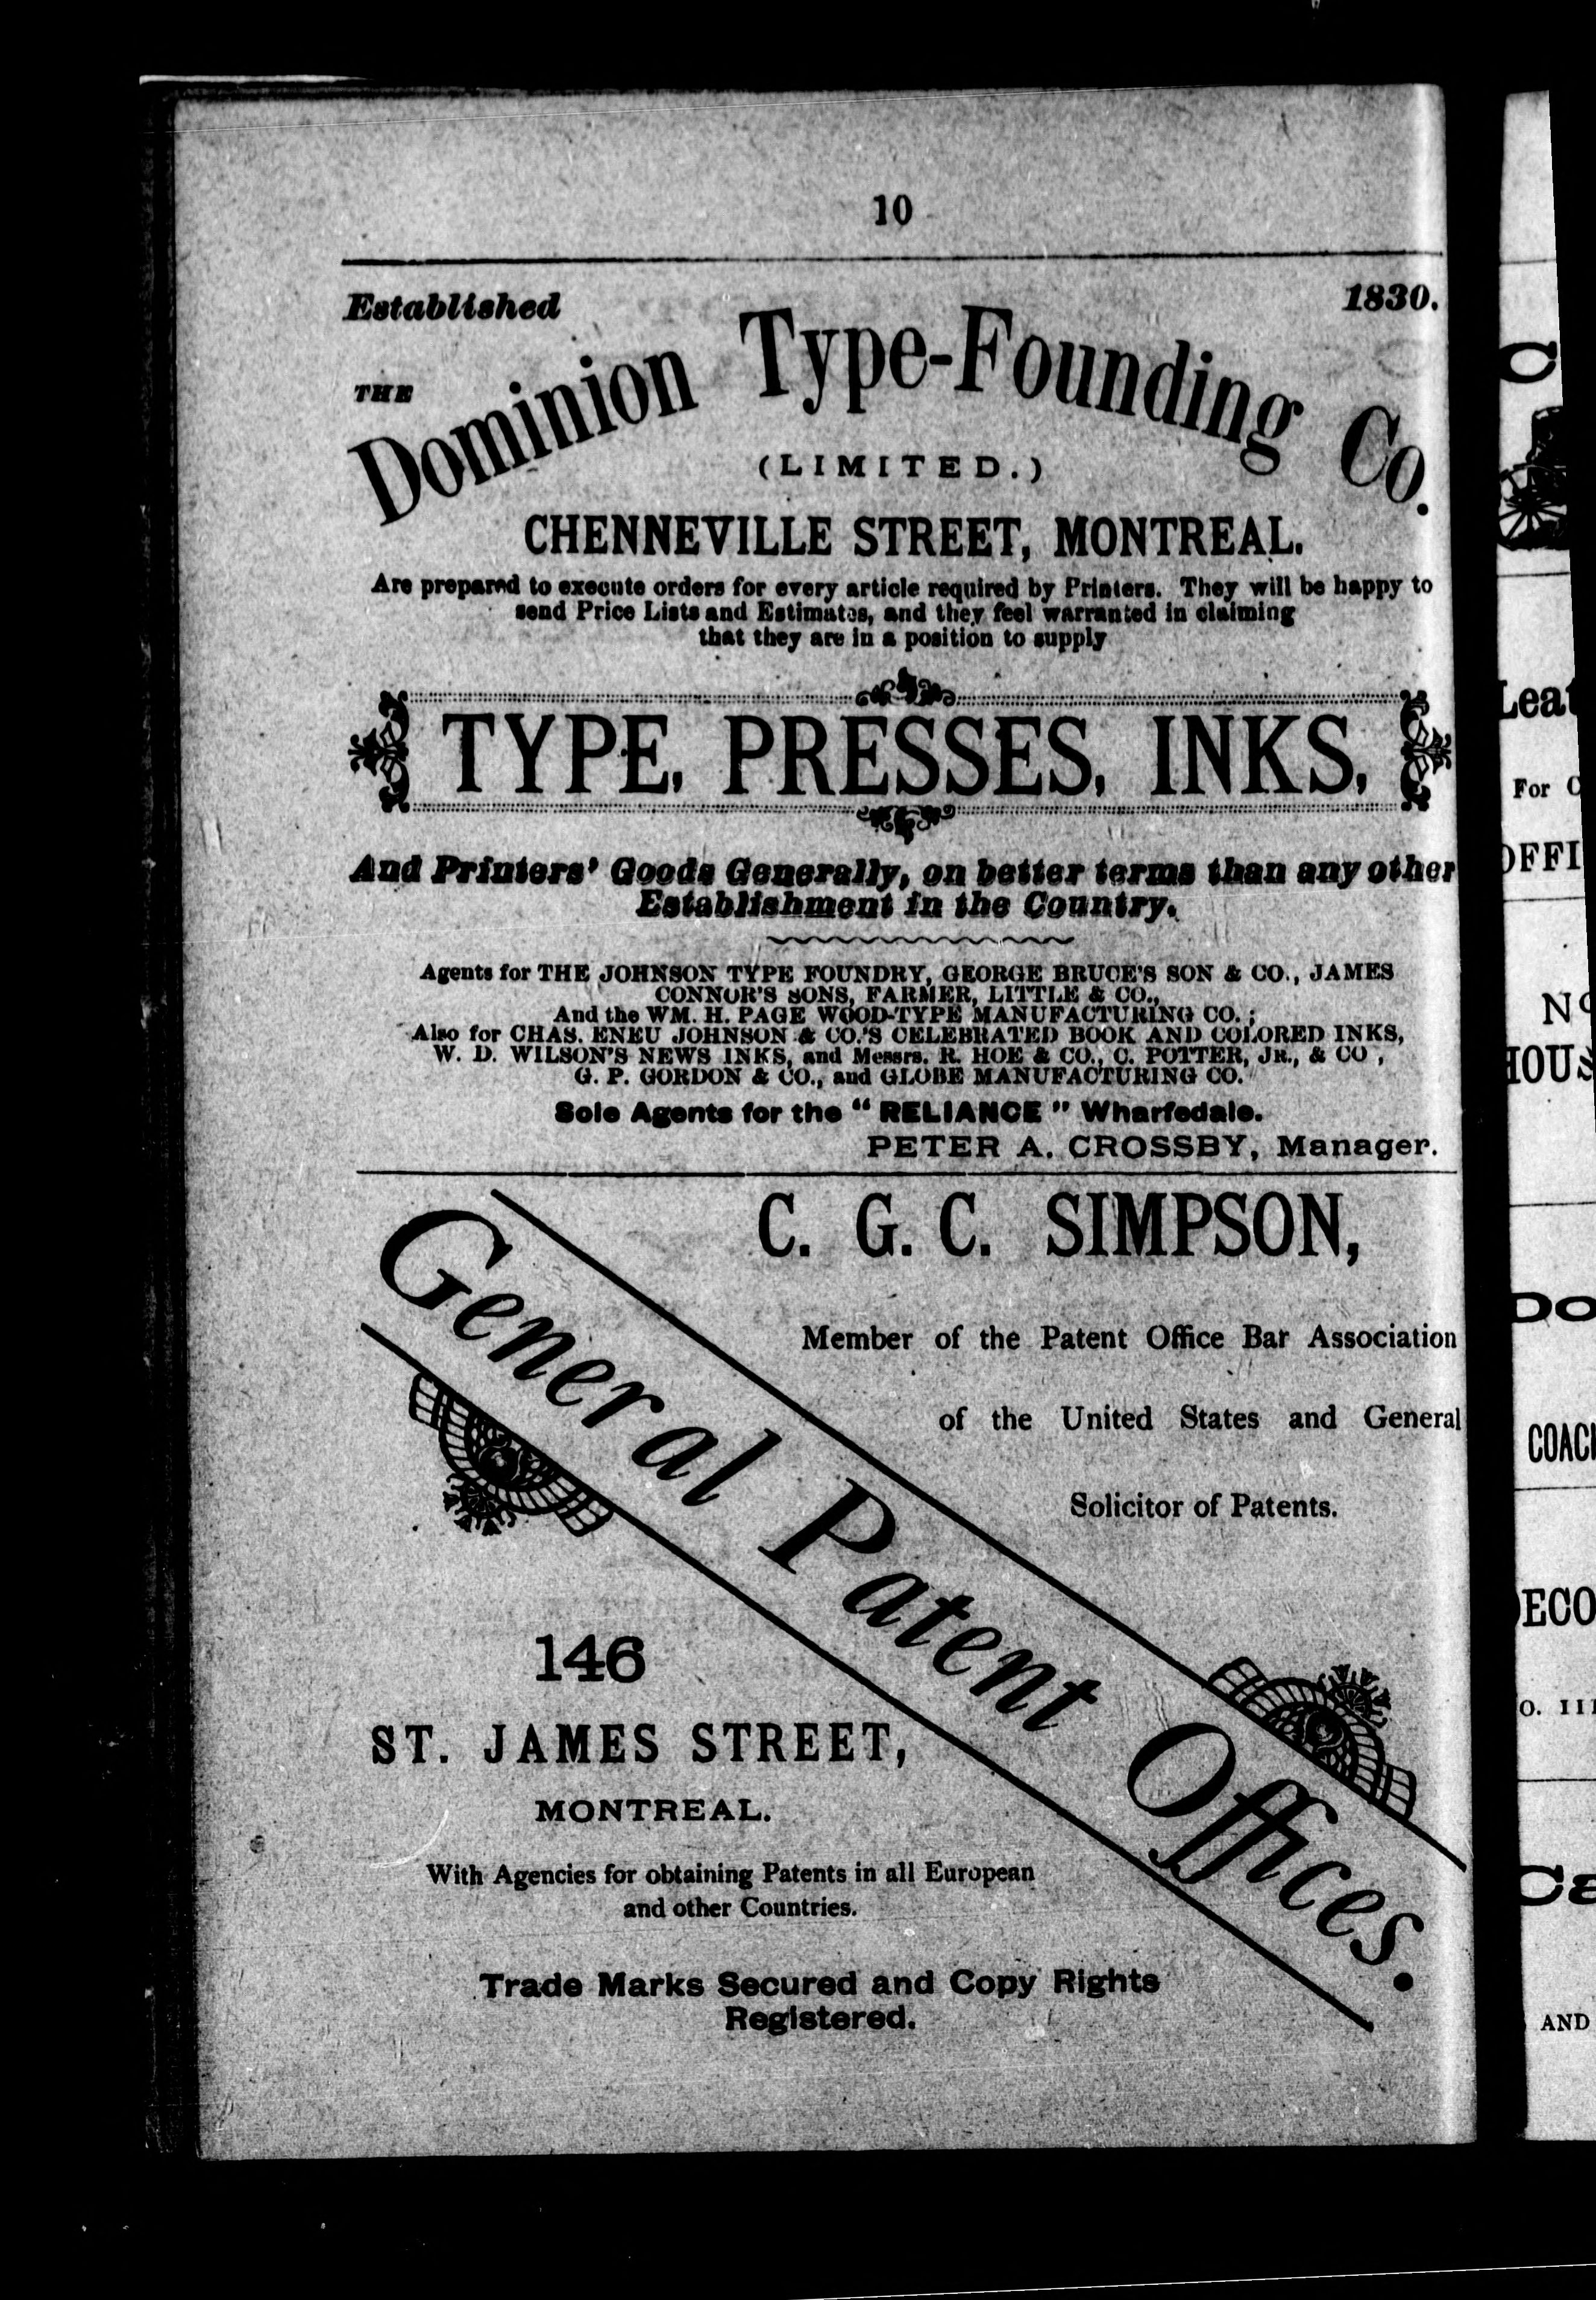 10
Established 1830.
THE
Dominion Type-Founding Co.
(LIMITED.)
CHENNEVILLE STREET, MONTREAL.
Are prepared to execute orders for every article required by Printers. They will be happy to
send Price Lists and Estimates, and they feel warranted in claiming
that they are in a position to supply
TYPE, PRESSES, INKS,
And Printers' Goods Generally, on better terms than any other
Establishment in the Country.
Agents for THE JOHNSON TYPE FOUNDRY, GEORGE BRUCE'S SON & CO., JAMES
CONNOR'S SONS, FARMER, LITTLE & CO.,
And the WM. H. PAGE WOOD-TYPE MANUFACTURING CO.;
Also for CHAS. ENEU JOHNSON & CO.'S CELEBRATED BOOK AND COLORED INKS,
W. D. WILSON'S NEWS INKS, and Messrs. R. HOE & CO., C. POTTER, JR., & CO,
G. P. GORDON & CO., and GLOBE MANUFACTURING CO.
Sole Agents for the "RELIANCE" Wharfedale.
PETER A. CROSSBY, Manager.
C. G. C. SIMPSON,
General Patent Offices.
Member of the Patent Office Bar Association
of the United States and General
Solicitor of Patents.
146
ST. JAMES STREET,
MONTREAL.
With Agencies for obtaining Patents in all European
and other Countries.
Trade Marks Secured and Copy Rights
Registered.
For
AND